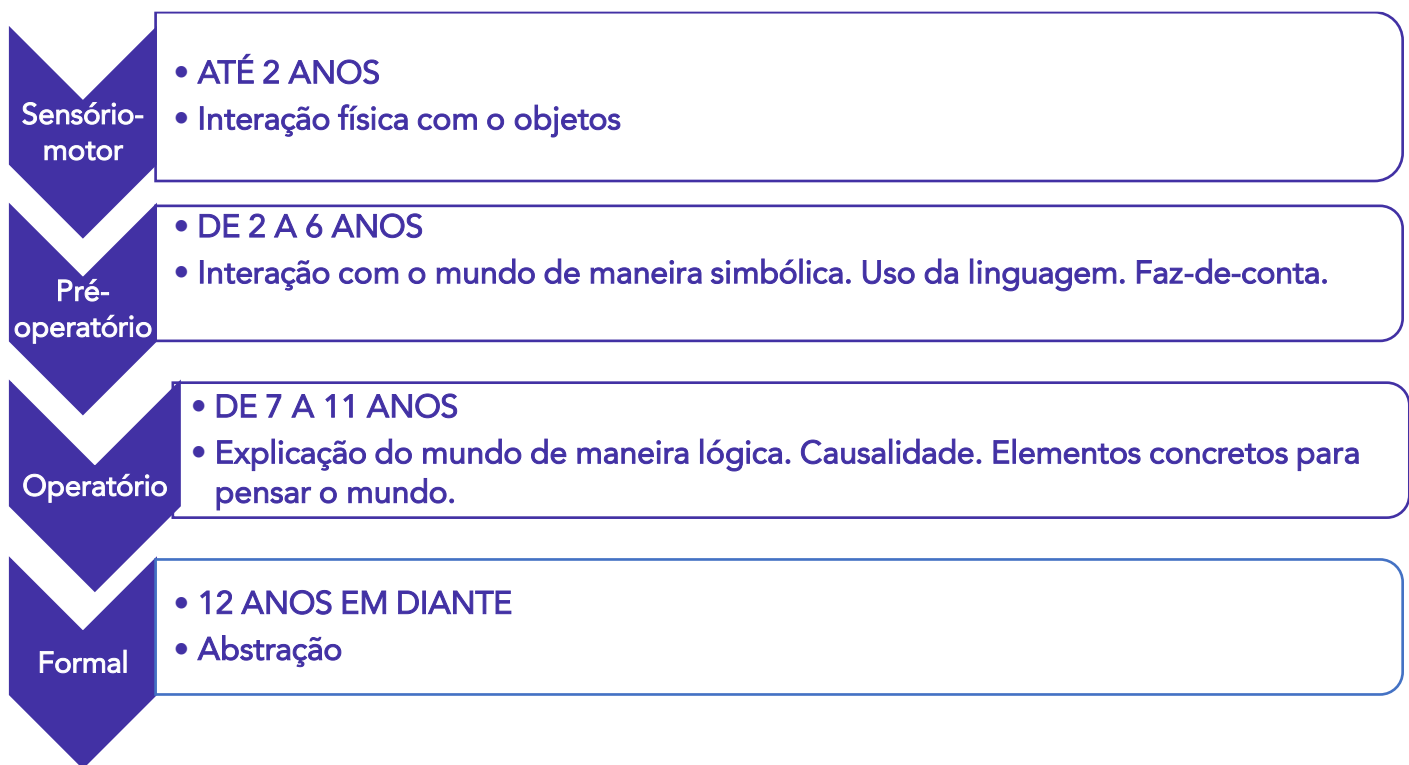 Sensório-
motor
• ATÉ 2 ANOS
• Interação física com o objetos
Pré-
operatório
• DE 2 A 6 ANOS
• Interação com o mundo de maneira simbólica. Uso da linguagem. Faz-de-conta.
Operatório
• DE 7 A 11 ANOS
• Explicação do mundo de maneira lógica. Causalidade. Elementos concretos para
pensar o mundo.
Formal
• 12 ANOS EM DIANTE
• Abstração